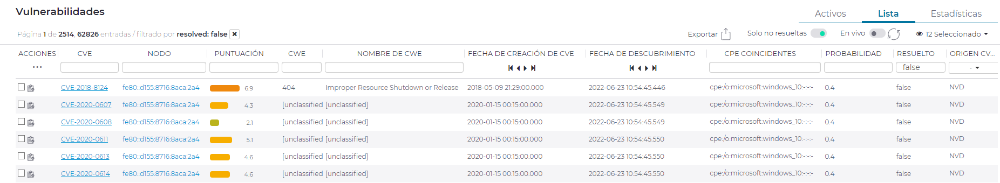 Vulnerabilidades
Activos Lista Estadísticas
Página 1 de 2514, 62826 entradas / filtrado por resolved: false ✖ Exportar Solo no resueltas En vivo 12 Seleccionado
ACCIONES CVE NODO PUNTUACIÓN CWE NOMBRE DE CWE FECHA DE CREACIÓN DE CVE FECHA DE DESCUBRIMIENTO CPE COINCIDENTES PROBABILIDAD RESUELTO ORIGEN CV...
... false -
CVE-2018-8124 fe80::d155:8716:8aca:2a4 6.9 404 Improper Resource Shutdown or Release 2018-05-09 21:29:00.000 2022-06-23 10:54:45.446 cpe:/o:microsoft:windows_10:-:-:- 0.4 false NVD
CVE-2020-0607 fe80::d155:8716:8aca:2a4 4.3 [unclassified [unclassified] 2020-01-15 00:15:00.000 2022-06-23 10:54:45.549 cpe:/o:microsoft:windows_10:-:-:- 0.4 false NVD
CVE-2020-0608 fe80::d155:8716:8aca:2a4 2.1 [unclassified [unclassified] 2020-01-15 00:15:00.000 2022-06-23 10:54:45.549 cpe:/o:microsoft:windows_10:-:-:- 0.4 false NVD
CVE-2020-0611 fe80::d155:8716:8aca:2a4 5.1 [unclassified [unclassified] 2020-01-15 00:15:00.000 2022-06-23 10:54:45.550 cpe:/o:microsoft:windows_10:-:-:- 0.4 false NVD
CVE-2020-0613 fe80::d155:8716:8aca:2a4 4.6 [unclassified [unclassified] 2020-01-15 00:15:00.000 2022-06-23 10:54:45.550 cpe:/o:microsoft:windows_10:-:-:- 0.4 false NVD
CVE-2020-0614 fe80::d155:8716:8aca:2a4 4.6 [unclassified [unclassified] 2020-01-15 00:15:00.000 2022-06-23 10:54:45.550 cpe:/o:microsoft:windows_10:-:-:- 0.4 false NVD